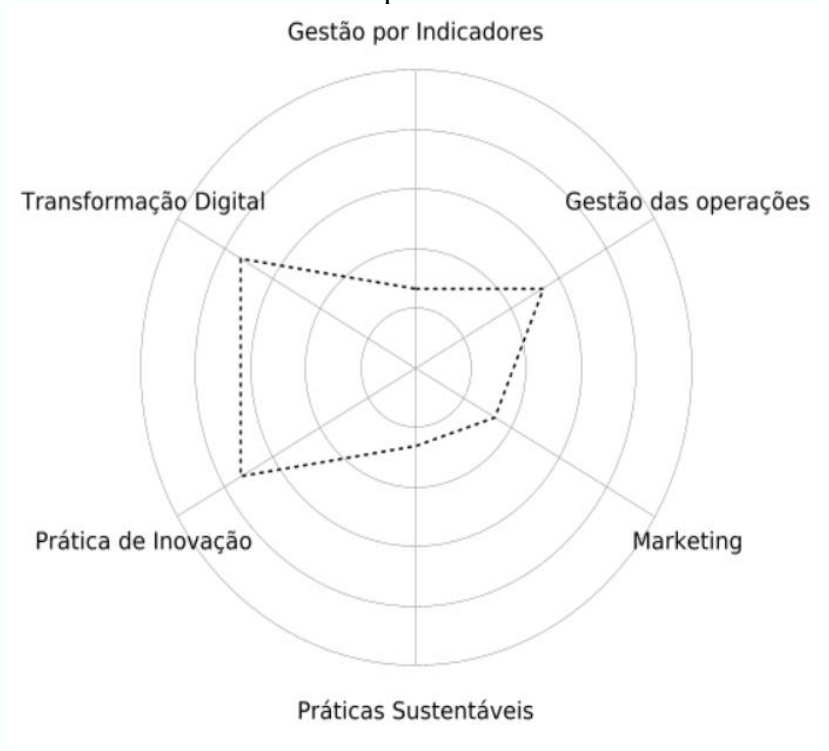 Gestão por Indicadores
Transformação Digital
Gestão das operações
Prática de Inovação
Marketing
Práticas Sustentáveis